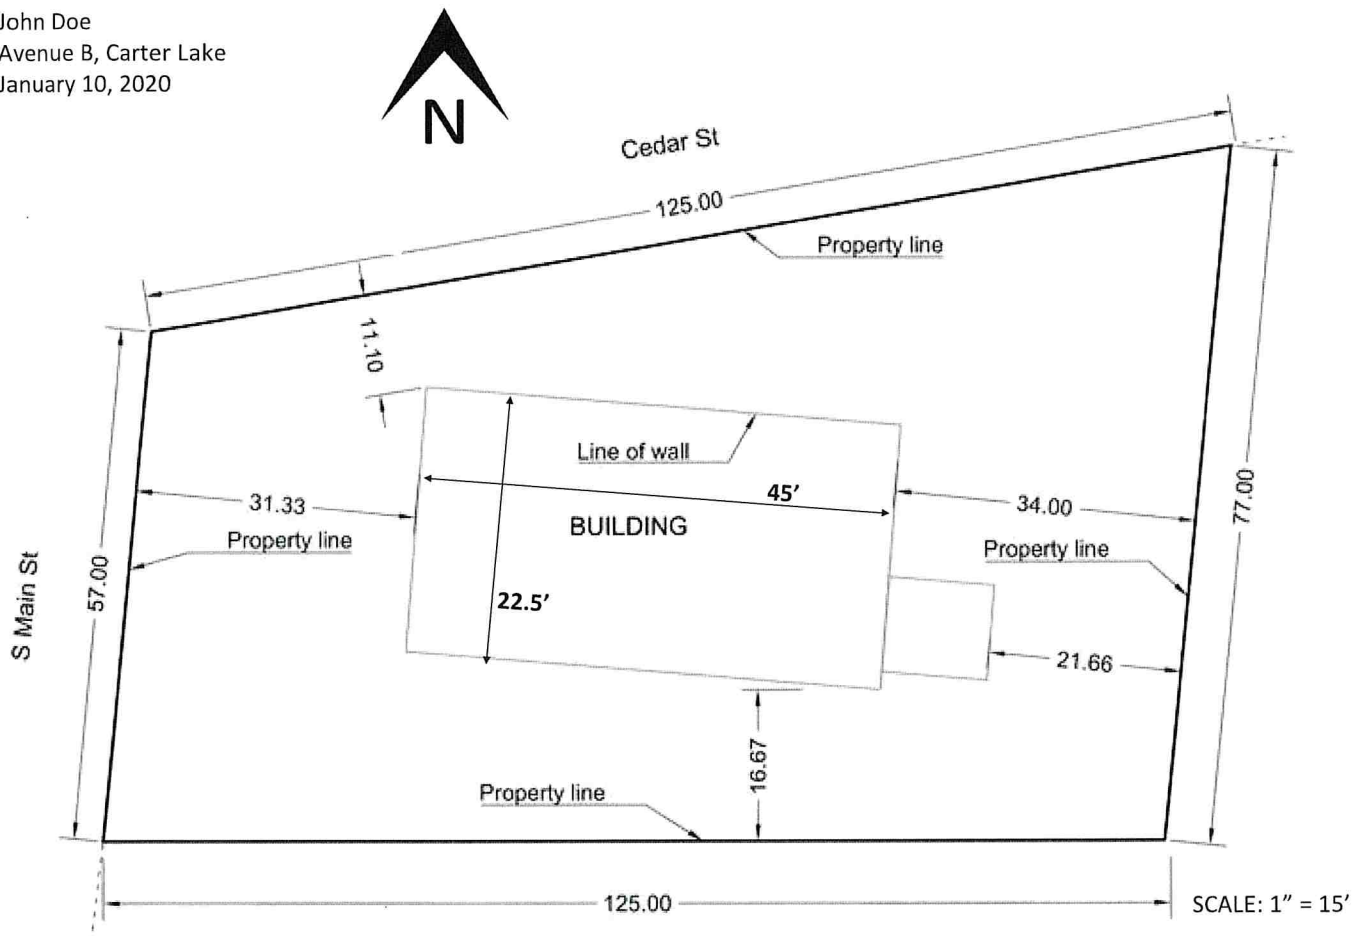 John Doe
Avenue B, Carter Lake
January 10, 2020
N
Cedar St
125.00
Property line
11.10
Line of wall
45’
31.33
34.00
77.00
BUILDING
Property line
Property line
57.00
S Main St
22.5’
21.66
16.67
Property line
125.00
SCALE: 1” = 15’